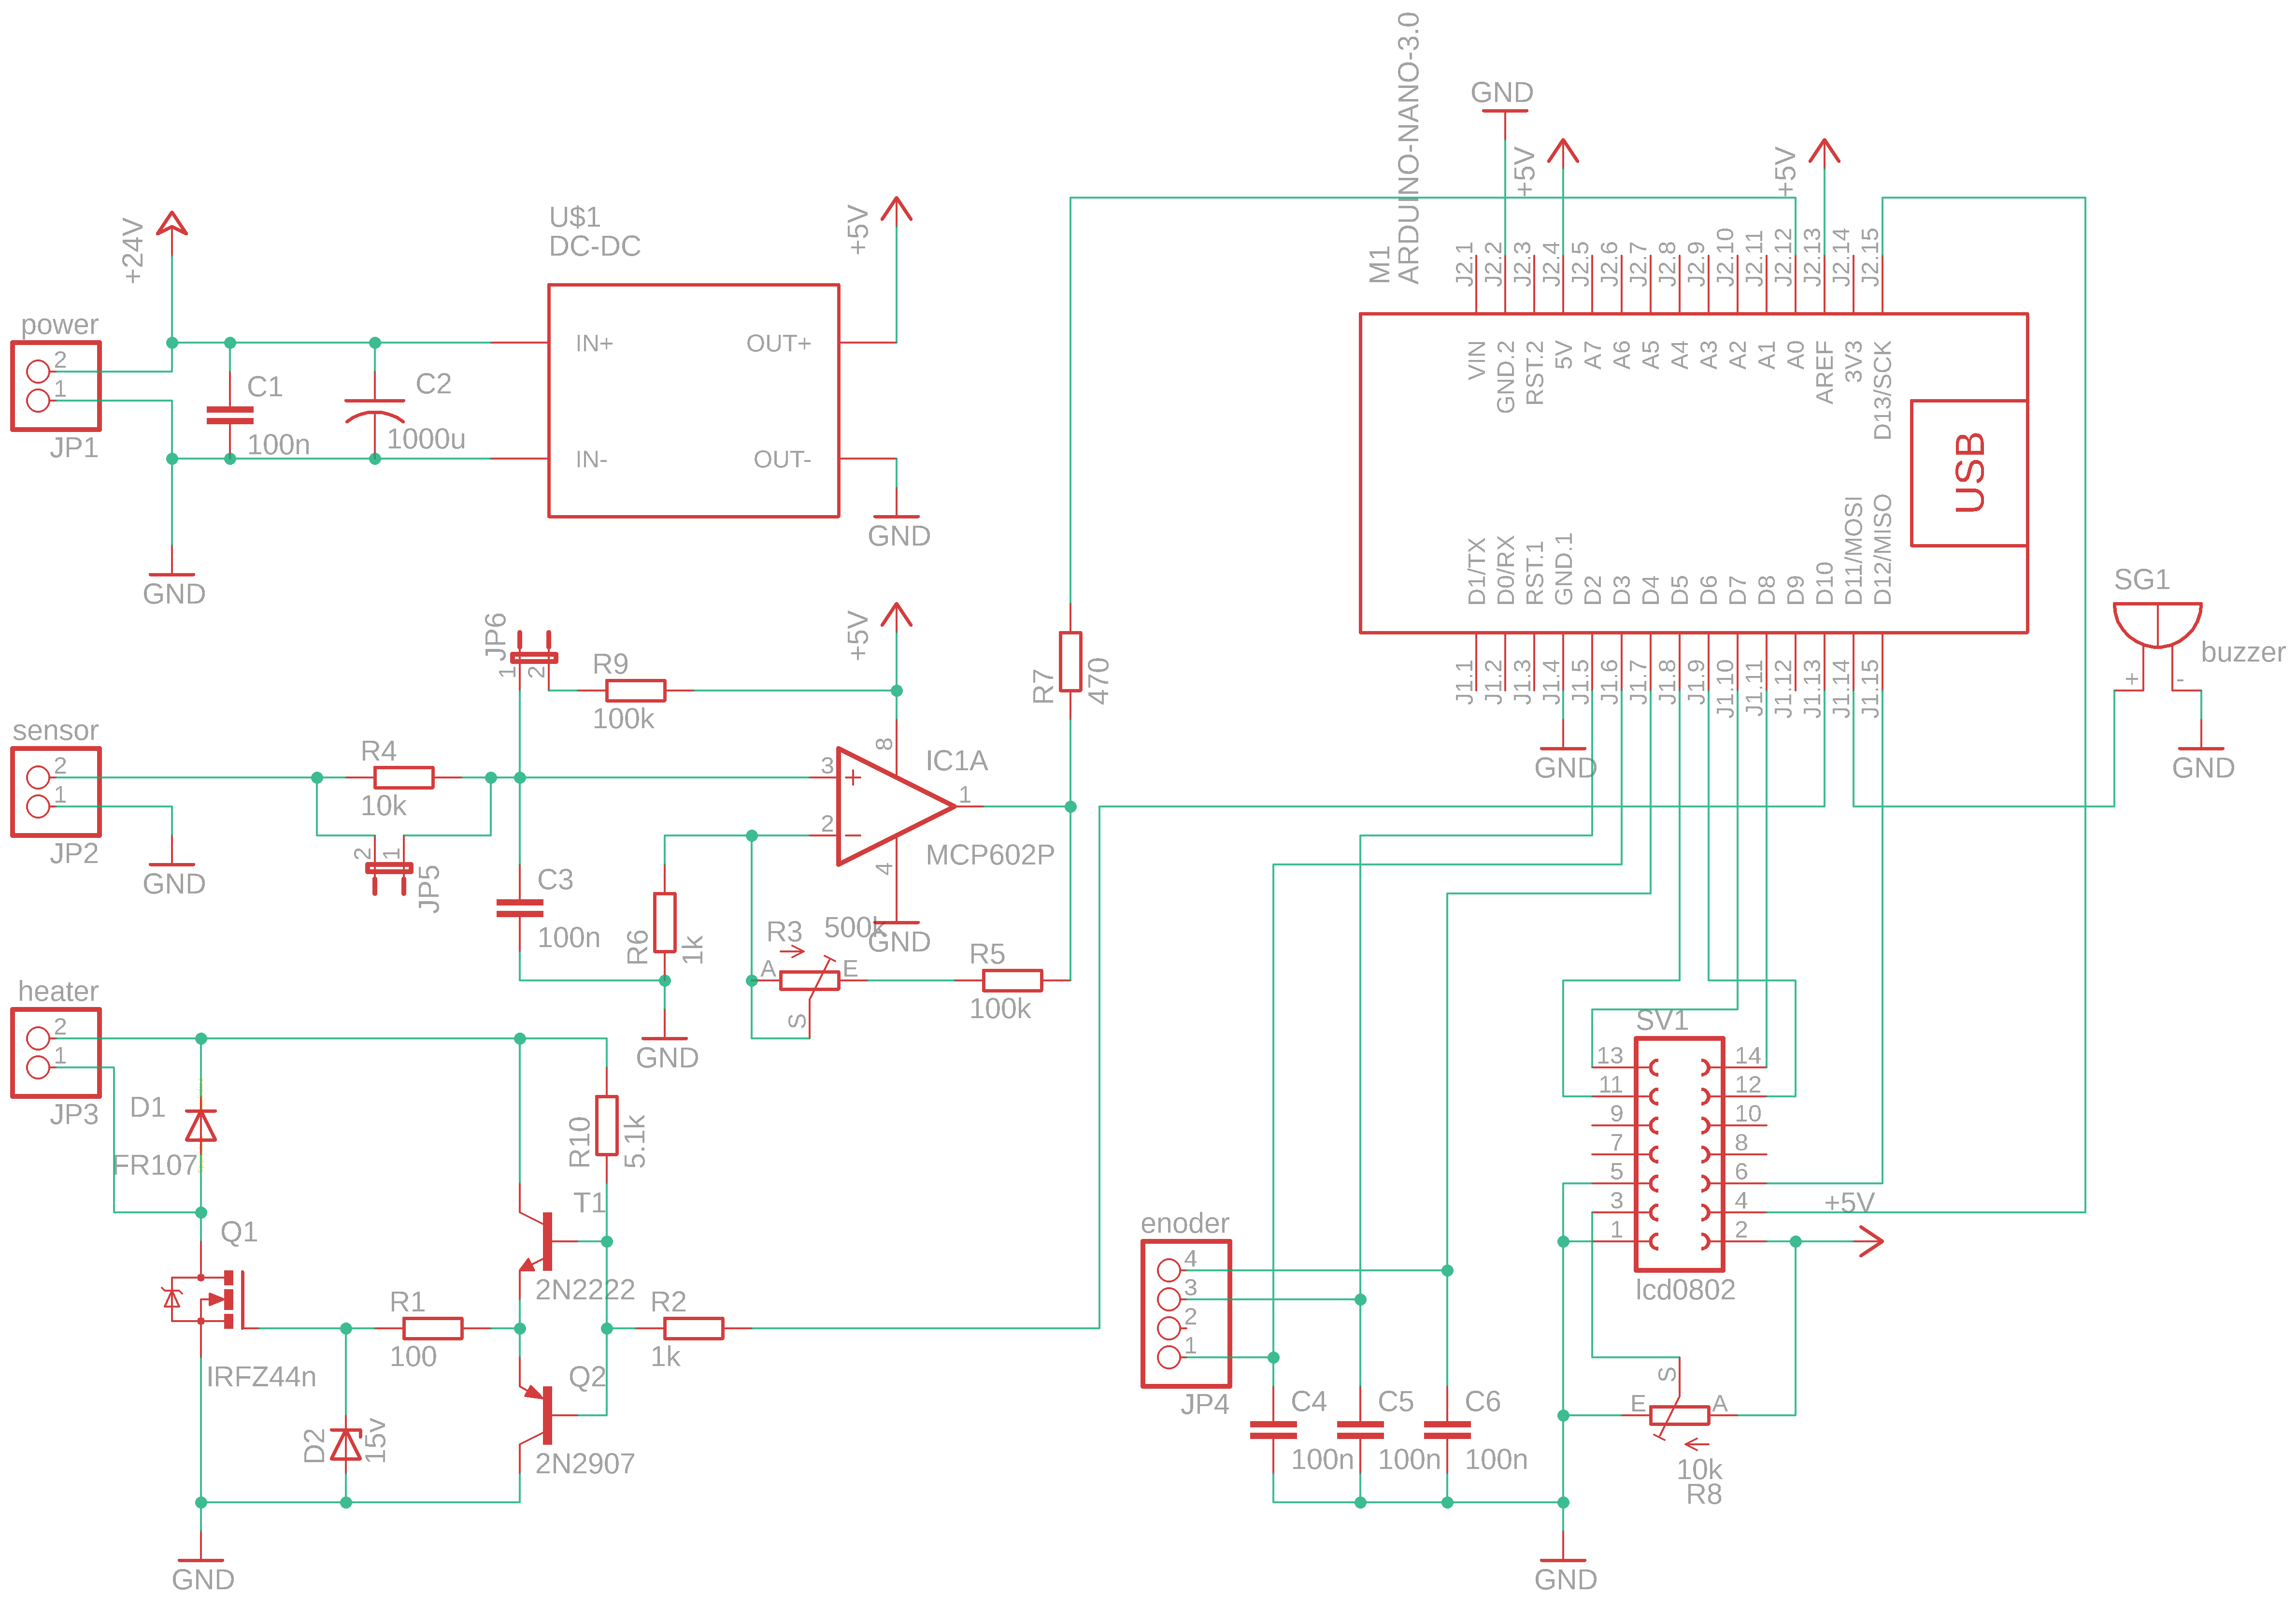 M1
ARDUINO-NANO-3.0
GND
+5V
+5V
J2.1
J2.2
J2.3
J2.4
J2.5
J2.6
J2.7
J2.8
J2.9
J2.10
J2.11
J2.12
J2.13
J2.14
J2.15
VIN
GND.2
RST.2
5V
A7
A6
A5
A4
A3
A2
A1
A0
AREF
3V3
D13/SCK
USB
D1/TX
D0/RX
RST.1
GND.1
D2
D3
D4
D5
D6
D7
D8
D9
D10
D11/MOSI
D12/MISO
J1.1
J1.2
J1.3
J1.4
J1.5
J1.6
J1.7
J1.8
J1.9
J1.10
J1.11
J1.12
J1.13
J1.14
J1.15
GND
SG1
buzzer
+
-
GND
+24V
power
2
1
JP1
C1
100n
C2
1000u
GND
U$1
DC-DC
IN+
OUT+
IN-
OUT-
+5V
GND
sensor
2
1
JP2
GND
R4
10k
2
1
JP5
JP6
1
2
R9
100k
+5V
8
3
+
2
−
1
4
IC1A
MCP602P
GND
C3
100n
R6
1k
GND
R3
500k
A
E
S
R5
100k
R7
470
heater
2
1
JP3
D1
FR107
Q1
IRFZ44n
R10
5.1k
T1
2N2222
R1
100
R2
1k
Q2
2N2907
D2
15v
GND
enoder
4
3
2
1
JP4
C4
100n
C5
100n
C6
100n
GND
SV1
13
14
11
12
9
10
7
8
5
6
3
4
1
2
lcd0802
+5V
S
E
A
10k
R8